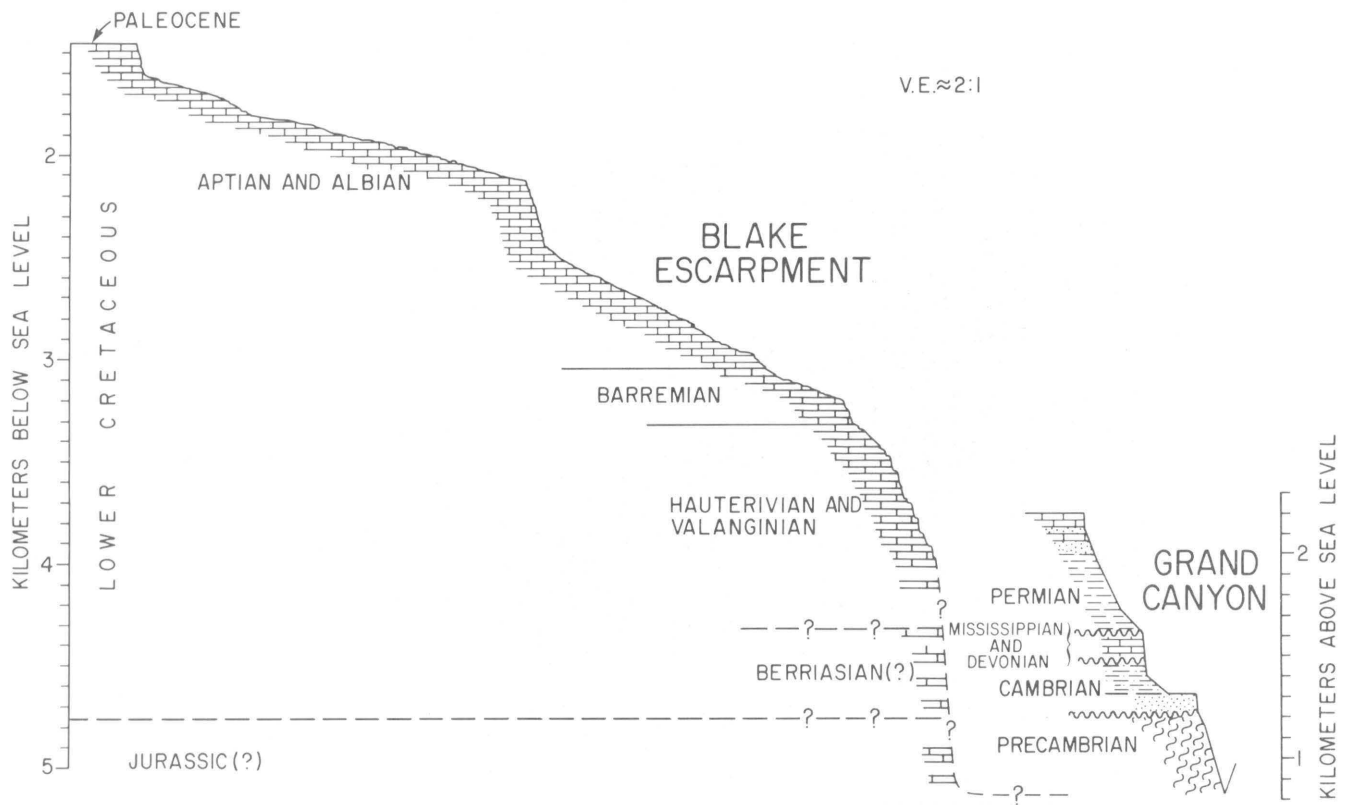 PALEOCENE
V.E.≈2:1
2
APTIAN AND ALBIAN
BLAKE
ESCARPMENT
KILOMETERS BELOW SEA LEVEL
LOWER CRETACEOUS
3
BARREMIAN
HAUTERIVIAN AND
VALANGINIAN
4
?
? ?
BERRIASIAN(?)
? ? ?
JURASSIC(?)
5
?
GRAND
CANYON
2
PERMIAN
MISSISSIPPIAN
AND
DEVONIAN
CAMBRIAN
PRECAMBRIAN
1
KILOMETERS ABOVE SEA LEVEL